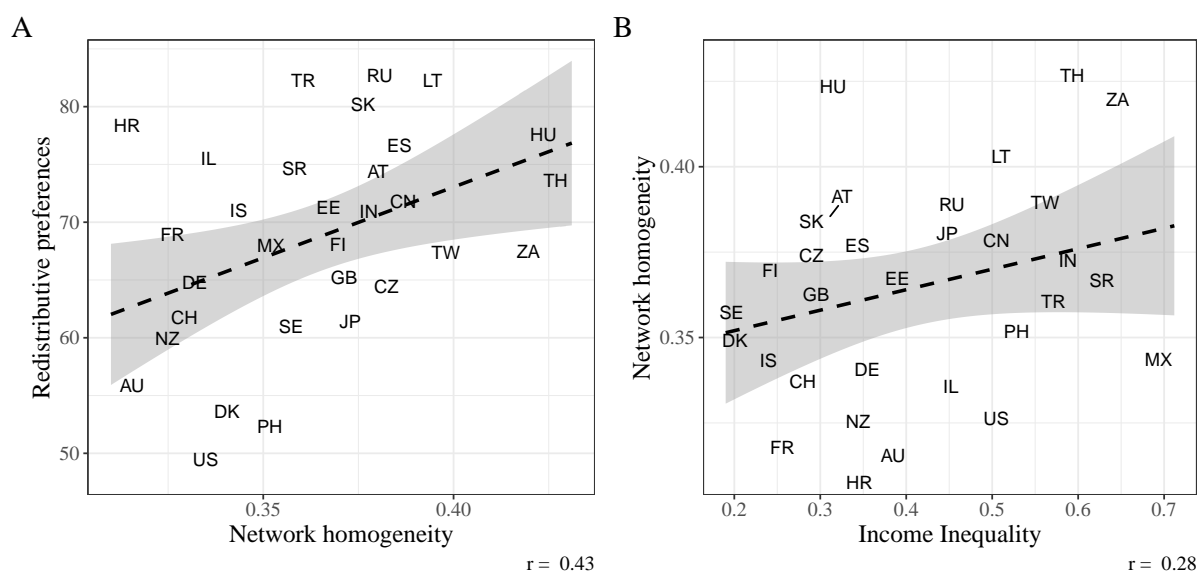 A
B
Redistributive preferences
80
70
60
50
TR
RU
LT
SK
HR
HU
ES
IL
SR
AT
TH
CN
EE
IN
IS
FR
MX
FI
TW
ZA
DE
GB
CZ
CH
JP
SE
NZ
AU
DK
PH
US
0.35
0.40
Network homogeneity
r = 0.43
Network homogeneity
0.40
0.35
TH
HU
ZA
LT
AT
TW
RU
SK
JP
CN
ES
CZ
IN
FI
EE
SR
GB
TR
SE
PH
DK
IS
MX
DE
CH
IL
US
NZ
FR
AU
HR
0.2
0.3
0.4
0.5
0.6
0.7
Income Inequality
r = 0.28